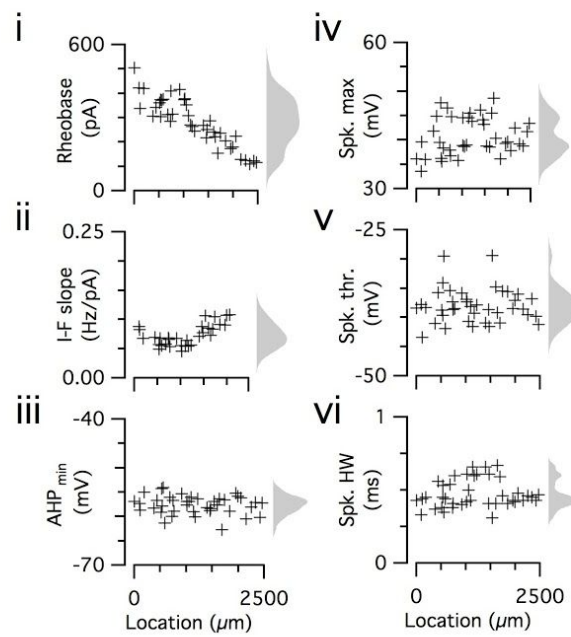 i
600
Rheobase
(pA)
0
ii
0.25
I-F slope
(Hz/pA)
0.00
iii
-40
AHPmin
(mV)
-70
0
2500
Location (µm)
iv
60
Spk. max
(mV)
30
v
-25
Spk. thr.
(mV)
-50
vi
1
Spk. HW
(ms)
0
0
2500
Location (µm)